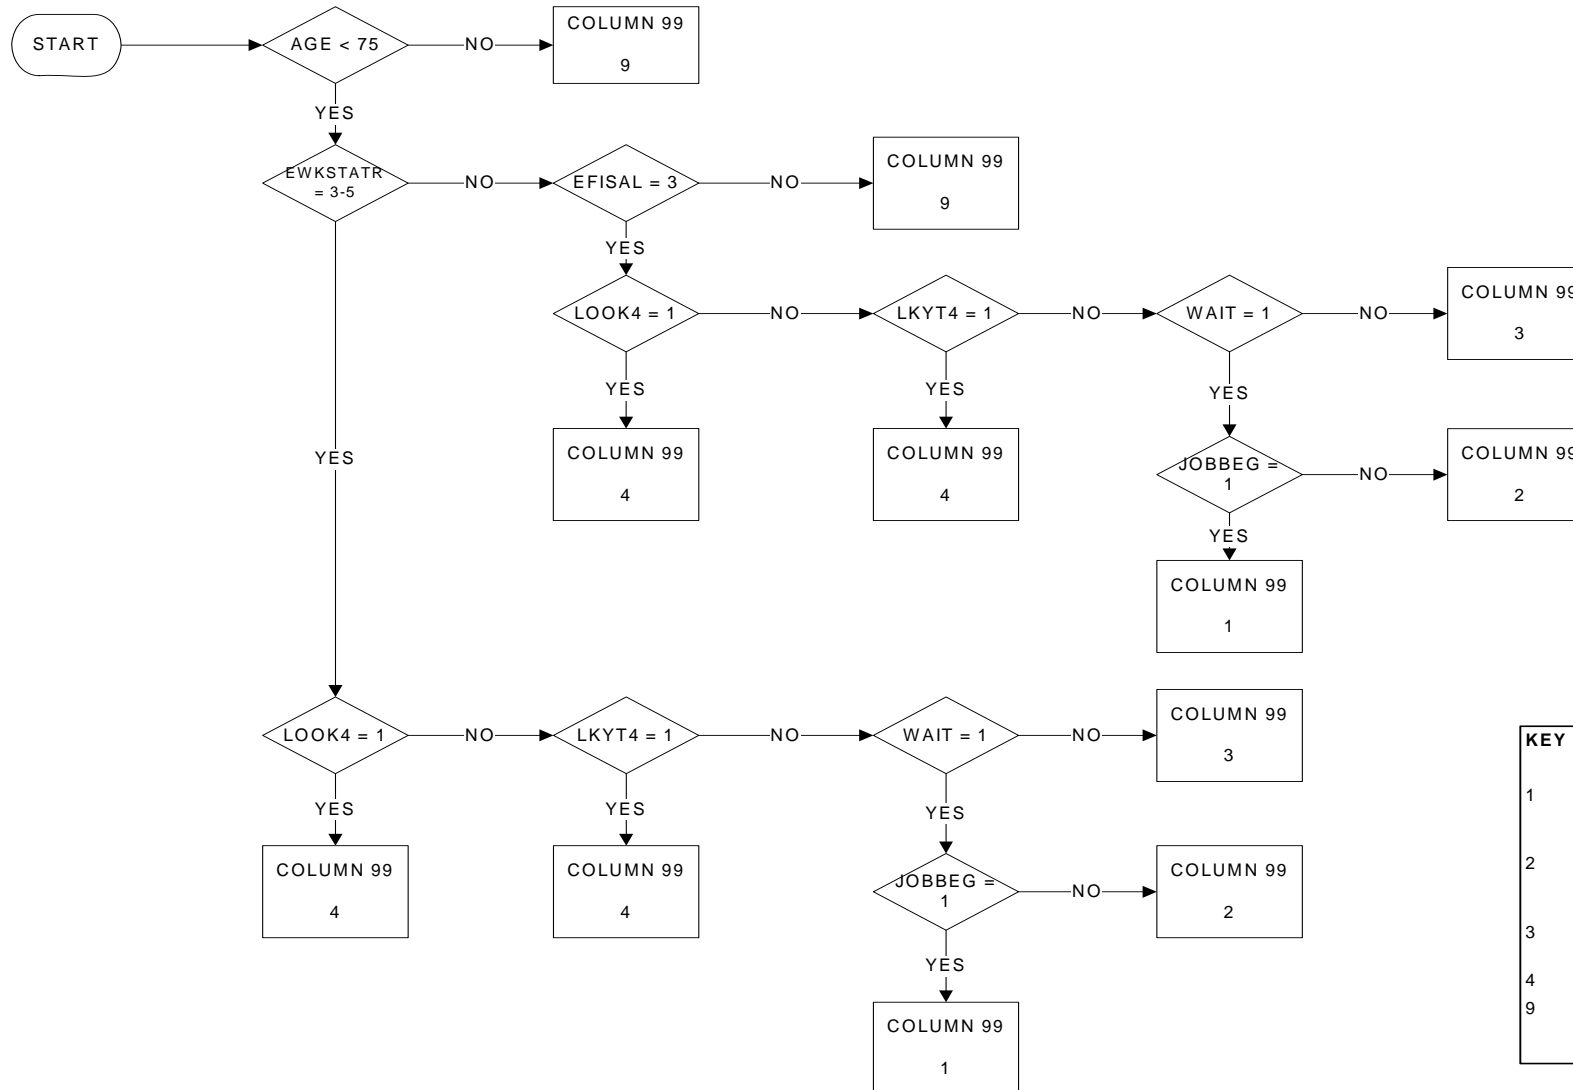 START
AGE < 75
NO
COLUMN 99
9
YES
EWKSTATR
= 3-5
NO
EFISAL = 3
NO
COLUMN 99
9
YES
LOOK4 = 1
NO
LKYT4 = 1
NO
WAIT = 1
NO
COLUMN 99
3
YES
YES
YES
COLUMN 99
4
COLUMN 99
4
JOBBEG =
1
NO
COLUMN 99
2
YES
YES
COLUMN 99
1
LOOK4 = 1
NO
LKYT4 = 1
NO
WAIT = 1
NO
COLUMN 99
3
YES
YES
YES
COLUMN 99
4
COLUMN 99
4
JOBBEG =
1
NO
COLUMN 99
2
YES
COLUMN 99
1
KEY
1
2
3
4
9